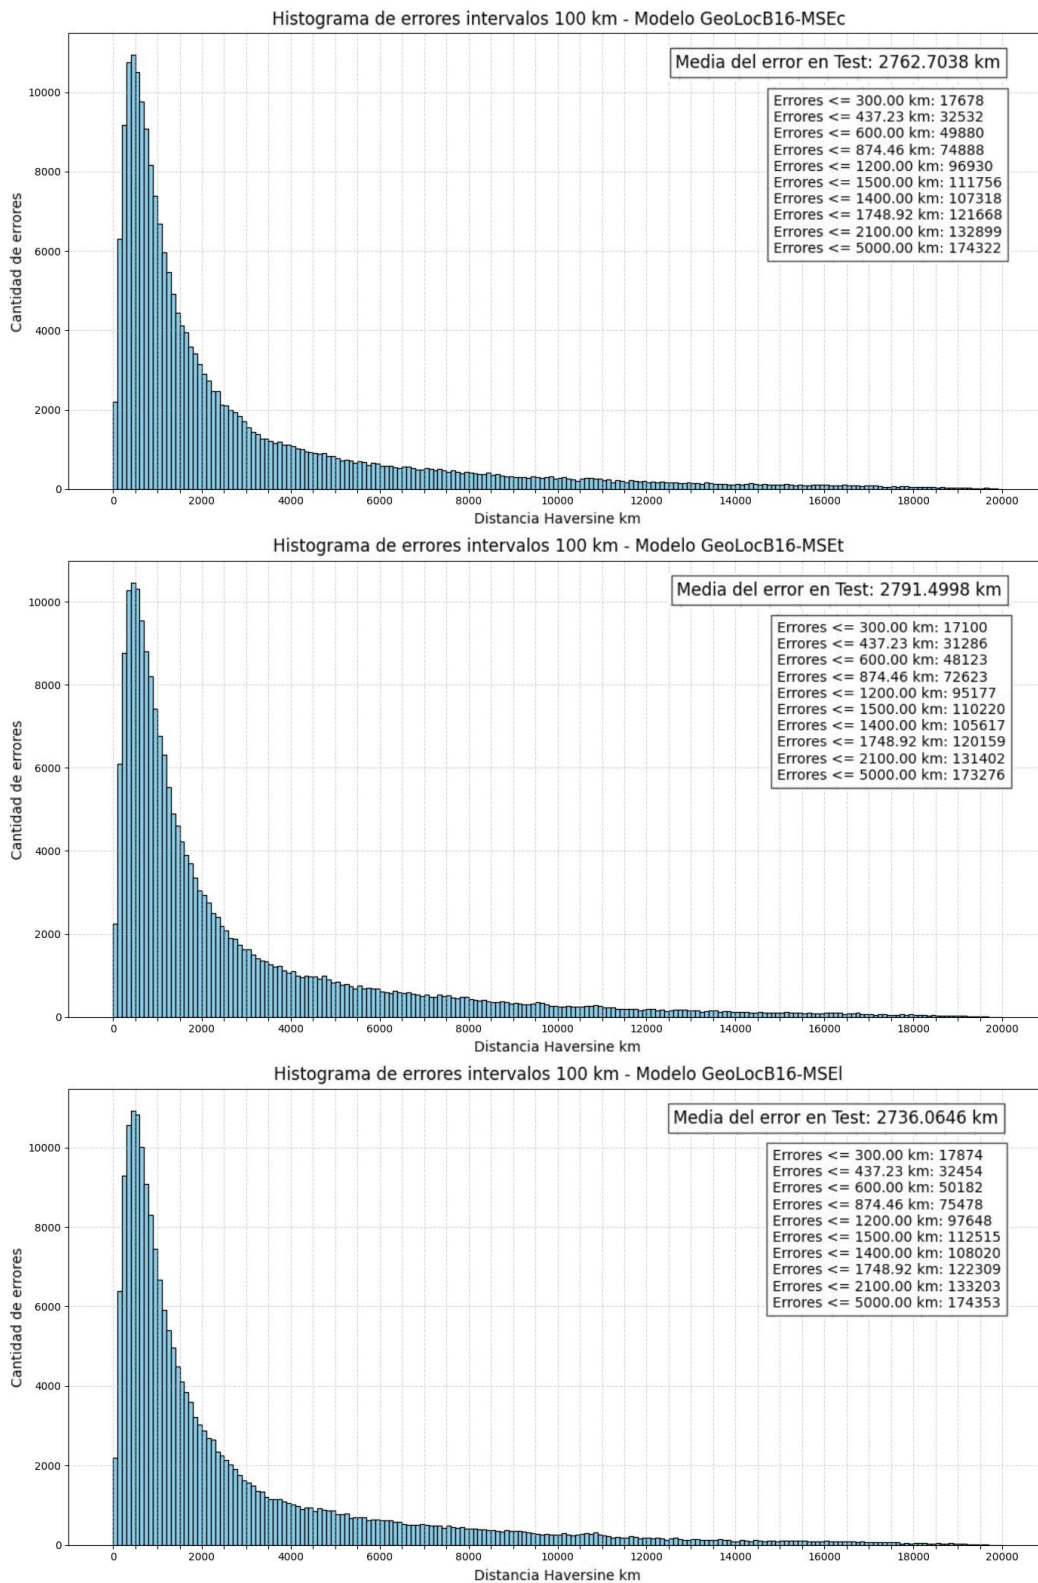 Histograma de errores intervalos 100 km - Modelo GeoLocB16-MSEc
Media del error en Test: 2762.7038 km
Errores <= 300.00 km: 17678
Errores <= 437.23 km: 32532
Errores <= 600.00 km: 49880
Errores <= 874.46 km: 74888
Errores <= 1200.00 km: 96930
Errores <= 1500.00 km: 111756
Errores <= 1400.00 km: 107318
Errores <= 1748.92 km: 121668
Errores <= 2100.00 km: 132899
Errores <= 5000.00 km: 174322
Cantidad de errores
10000
8000
6000
4000
2000
0
0 2000 4000 6000 8000 10000 12000 14000 16000 18000 20000
Distancia Haversine km
Histograma de errores intervalos 100 km - Modelo GeoLocB16-MSEt
Media del error en Test: 2791.4998 km
Errores <= 300.00 km: 17100
Errores <= 437.23 km: 31286
Errores <= 600.00 km: 48123
Errores <= 874.46 km: 72623
Errores <= 1200.00 km: 95177
Errores <= 1500.00 km: 110220
Errores <= 1400.00 km: 105617
Errores <= 1748.92 km: 120159
Errores <= 2100.00 km: 131402
Errores <= 5000.00 km: 173276
Cantidad de errores
10000
8000
6000
4000
2000
0
0 2000 4000 6000 8000 10000 12000 14000 16000 18000 20000
Distancia Haversine km
Histograma de errores intervalos 100 km - Modelo GeoLocB16-MSEl
Media del error en Test: 2736.0646 km
Errores <= 300.00 km: 17874
Errores <= 437.23 km: 32454
Errores <= 600.00 km: 50182
Errores <= 874.46 km: 75478
Errores <= 1200.00 km: 97648
Errores <= 1500.00 km: 112515
Errores <= 1400.00 km: 108020
Errores <= 1748.92 km: 122309
Errores <= 2100.00 km: 133203
Errores <= 5000.00 km: 174353
Cantidad de errores
10000
8000
6000
4000
2000
0
0 2000 4000 6000 8000 10000 12000 14000 16000 18000 20000
Distancia Haversine km